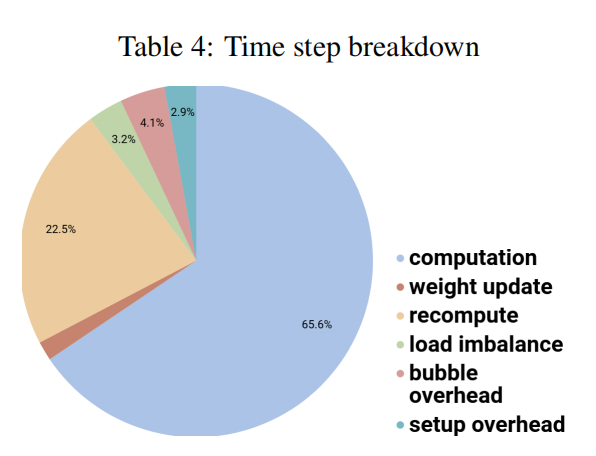 Table 4: Time step breakdown
2.9%
4.1%
3.2%
22.5%
65.6%
computation
weight update
recompute
load imbalance
bubble
overhead
setup overhead